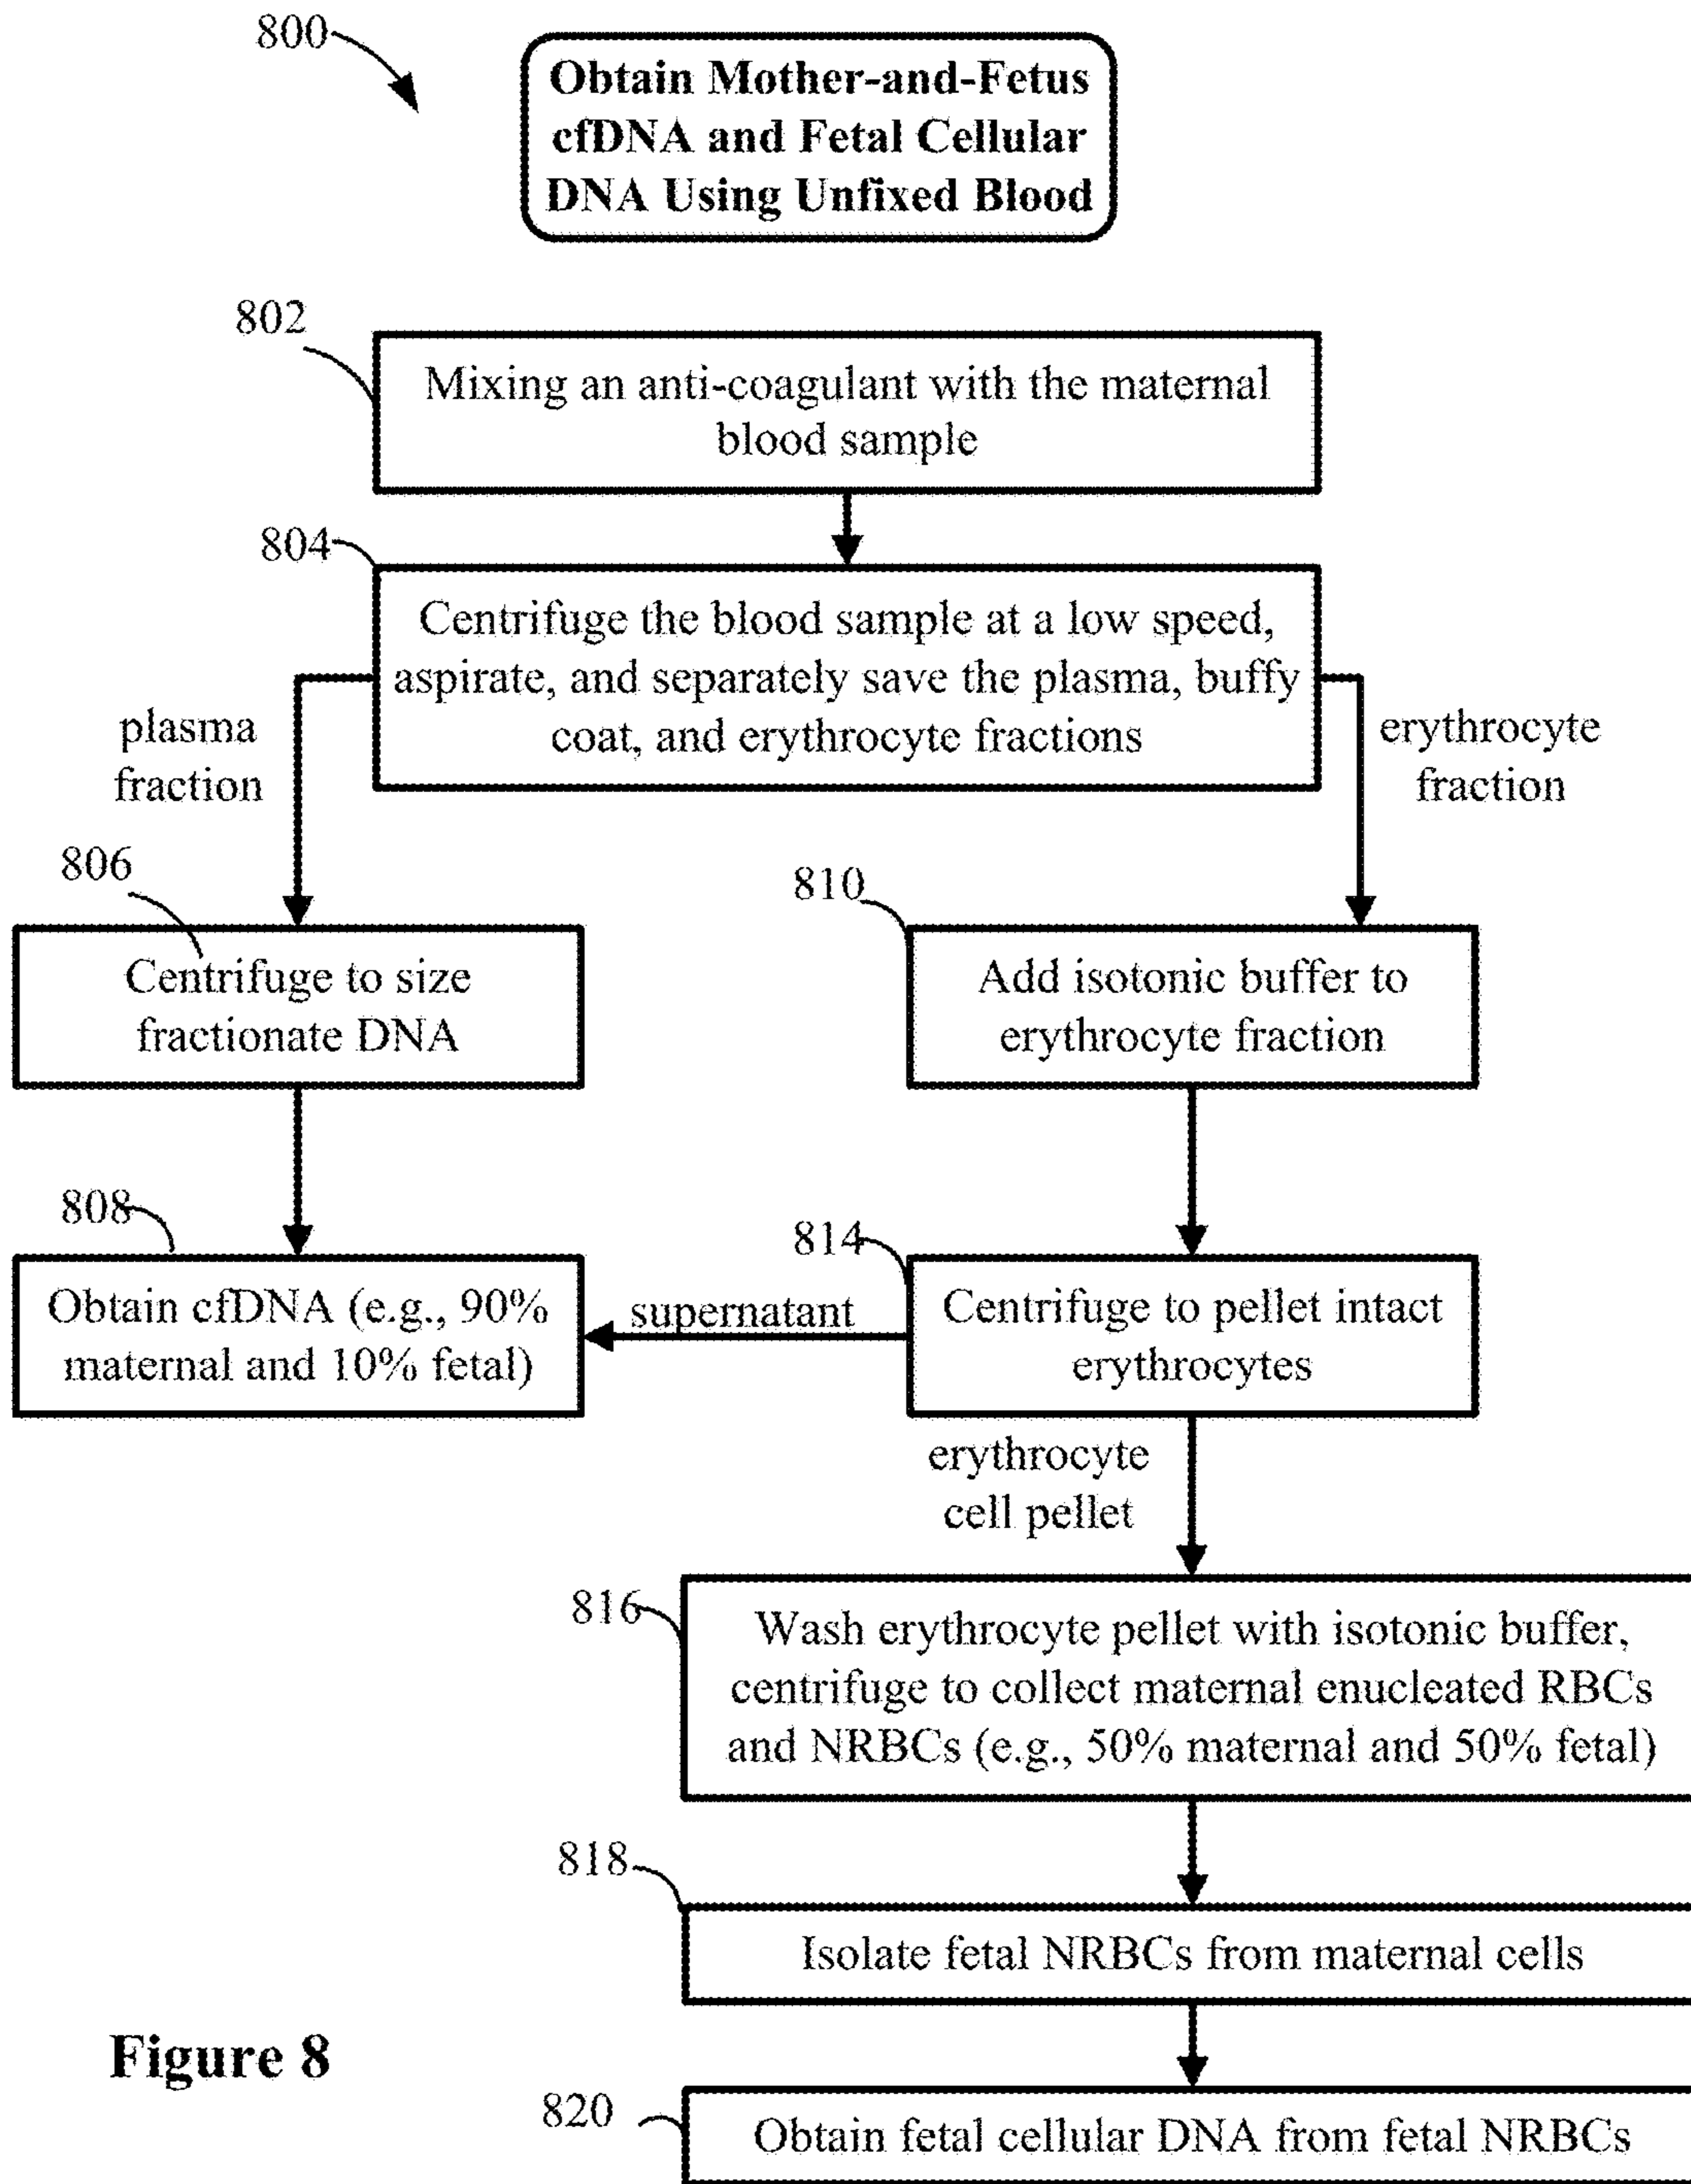 800
Obtain Mother-and-Fetus
cfDNA and Fetal Cellular
DNA Using Unfixed Blood
802
Mixing an anti-coagulant with the maternal
blood sample
804
Centrifuge the blood sample at a low speed,
aspirate, and separately save the plasma, buffy
coat, and erythrocyte fractions
plasma
fraction
erythrocyte
fraction
806
Centrifuge to size
fractionate DNA
810
Add isotonic buffer to
erythrocyte fraction
808
Obtain cfDNA (e.g., 90%
maternal and 10% fetal)
supernatant
814
Centrifuge to pellet intact
erythrocytes
erythrocyte
cell pellet
816
Wash erythrocyte pellet with isotonic buffer,
centrifuge to collect maternal enucleated RBCs
and NRBCs (e.g., 50% maternal and 50% fetal)
818
Isolate fetal NRBCs from maternal cells
Figure 8
820
Obtain fetal cellular DNA from fetal NRBCs